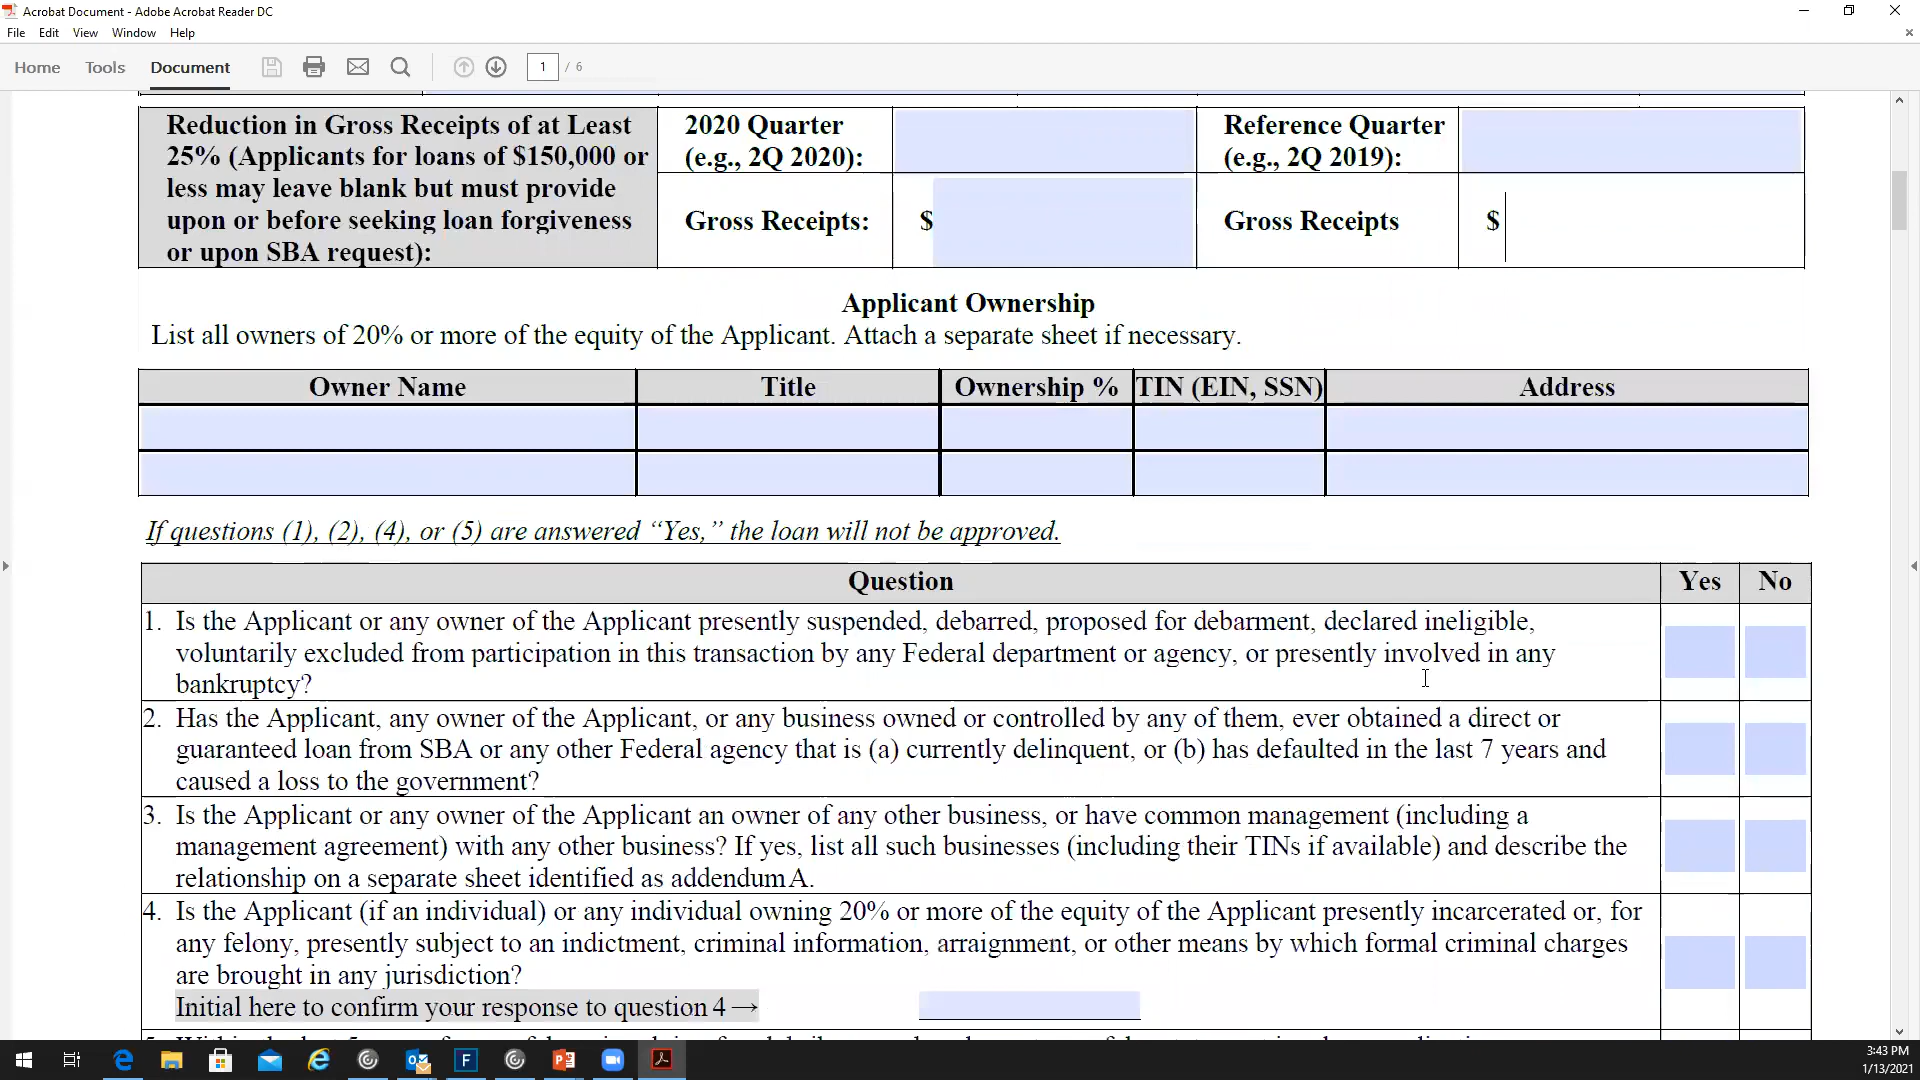 Acrobat Document - Adobe Acrobat Reader DC
File Edit View Window Help
Home Tools Document 1 / 6
Reduction in Gross Receipts of at Least
25% (Applicants for loans of $150,000 or
less may leave blank but must provide
upon or before seeking loan forgiveness
or upon SBA request):
2020 Quarter
(e.g., 2Q 2020):
Reference Quarter
(e.g., 2Q 2019):
Gross Receipts: $
Gross Receipts $
Applicant Ownership
List all owners of 20% or more of the equity of the Applicant. Attach a separate sheet if necessary.
Owner Name Title Ownership % TIN (EIN, SSN) Address
If questions (1), (2), (4), or (5) are answered “Yes,” the loan will not be approved.
Question Yes No
1. Is the Applicant or any owner of the Applicant presently suspended, debarred, proposed for debarment, declared ineligible,
voluntarily excluded from participation in this transaction by any Federal department or agency, or presently involved in any
bankruptcy?
2. Has the Applicant, any owner of the Applicant, or any business owned or controlled by any of them, ever obtained a direct or
guaranteed loan from SBA or any other Federal agency that is (a) currently delinquent, or (b) has defaulted in the last 7 years and
caused a loss to the government?
3. Is the Applicant or any owner of the Applicant an owner of any other business, or have common management (including a
management agreement) with any other business? If yes, list all such businesses (including their TINs if available) and describe the
relationship on a separate sheet identified as addendum A.
4. Is the Applicant (if an individual) or any individual owning 20% or more of the equity of the Applicant presently incarcerated or, for
any felony, presently subject to an indictment, criminal information, arraignment, or other means by which formal criminal charges
are brought in any jurisdiction?
Initial here to confirm your response to question 4 →
3:43 PM
1/13/2021